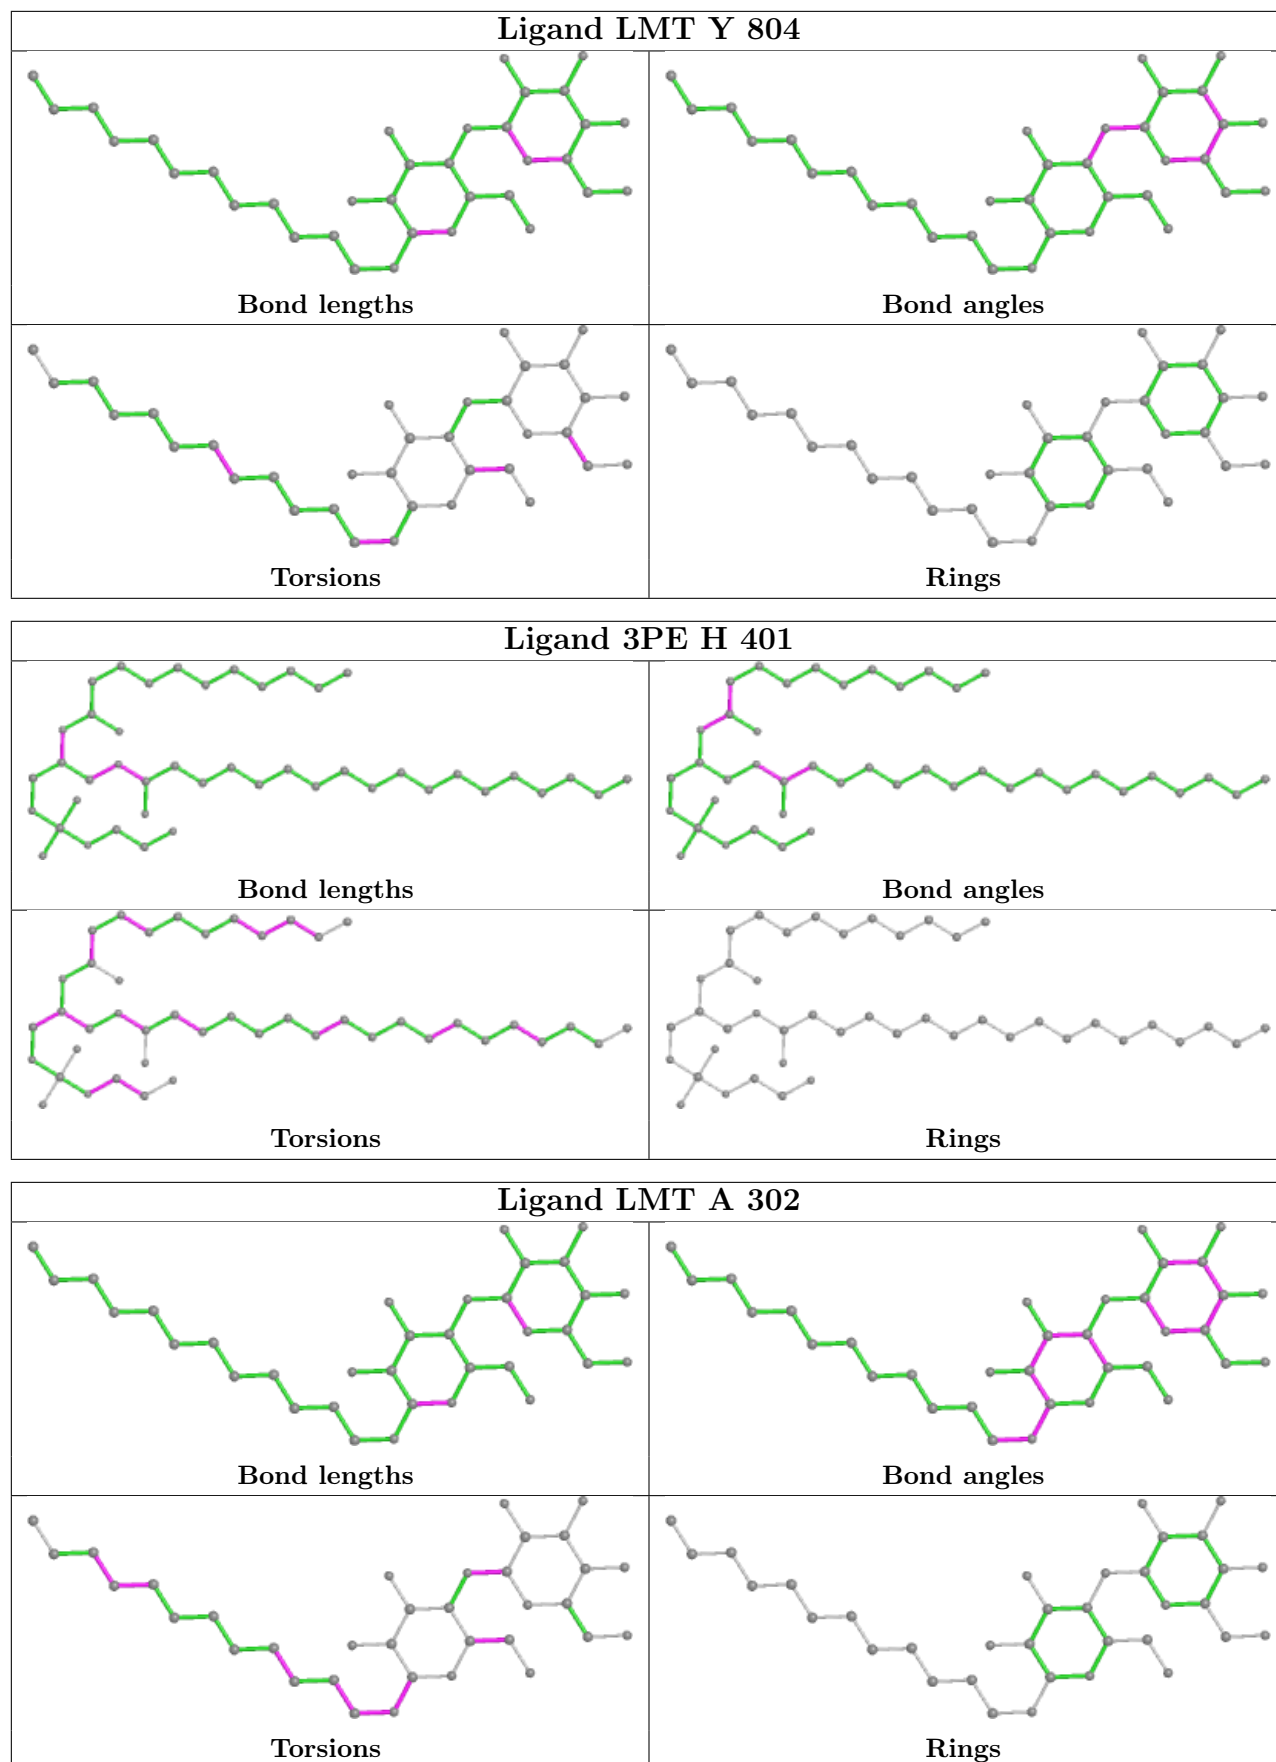 Ligand LMT Y 804
Bond lengths
Bond angles
Torsions
Rings
Ligand 3PE H 401
Bond lengths
Bond angles
Torsions
Rings
Ligand LMT A 302
Bond lengths
Bond angles
Torsions
Rings